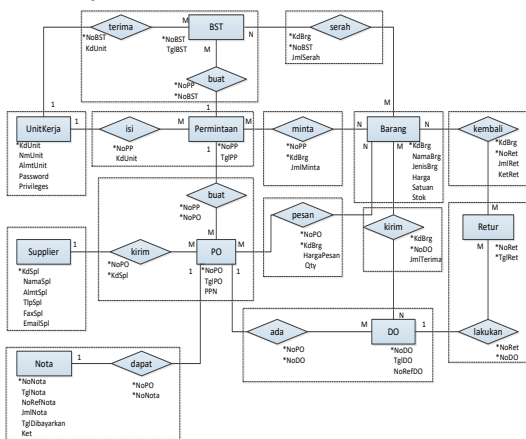 terima
M
BST
N
serah
*NoBST
KdUnit
*NoBST
TglBST
M
*KdBrg
*NoBST
JmlSerah
buat
*NoPP
*NoBST
1
1
M
UnitKerja
1
isi
M
Permintaan
M
minta
N
Barang
N
kembali
*KdUnit
NmUnit
AlmtUnit
Password
Privileges
*NoPP
KdUnit
*NoPP
TglPP
1
*NoPP
*KdBrg
JmlMinta
*KdBrg
NamaBrg
JenisBrg
Harga
Satuan
Stok
N
M
*KdBrg
*NoRet
JmlRet
KetRet
buat
*NoPP
*NoPO
pesan
*NoPO
*KdBrg
HargaPesan
Qty
kirim
*KdBrg
*NoDO
JmlTerima
M
Retur
*NoRet
*TglRet
M
Supplier
1
kirim
M
M
PO
M
*KdSpl
NamaSpl
AlmtSpl
TlpSpl
FaxSpl
EmailSpl
*NoPO
*KdSpl
1
*NoPO
TglPO
PPN
1
N
ada
M
DO
1
lakukan
*NoPO
*NoDO
*NoDO
TglDO
NoRefDO
*NoRet
*NoDO
Nota
1
dapat
*NoNota
TglNota
NoRefNota
JmlNota
TglDibayarkan
Ket
*NoPO
*NoNota